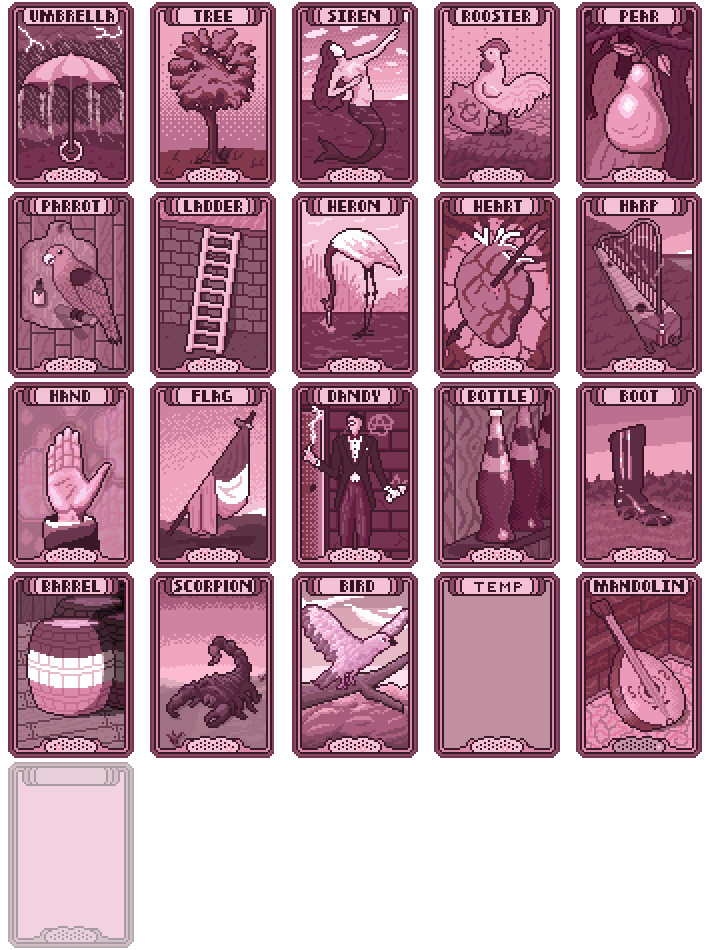 UMBRELLA
TREE
SIREN
ROOSTER
PEAR
PARROT
LADDER
HERON
HEART
HARP
HAND
FLAG
DANDY
BOTTLE
BOOT
BARREL
SCORPION
BIRD
TEMP
MANDOLIN